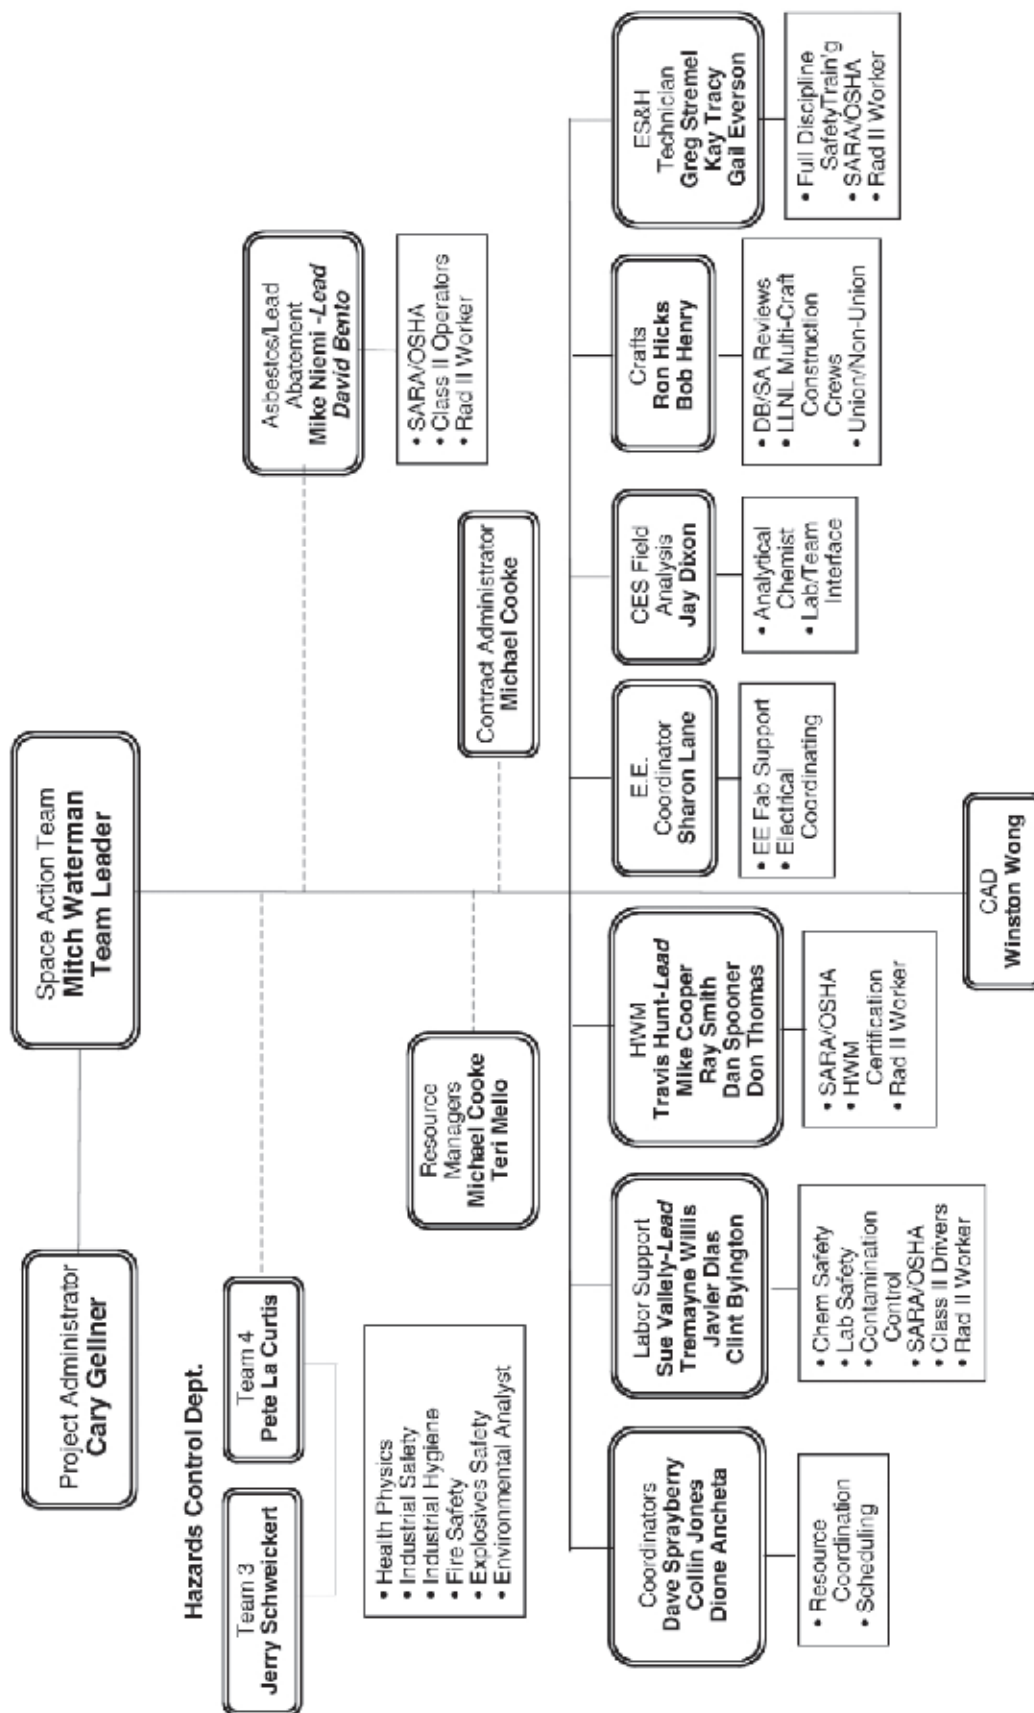 Space Action Team
Mitch Waterman
Team Leader
Project Administrator
Cary Gellner
Hazards Control Dept.
Team 3
Jerry Schweickert
Team 4
Pete La Curtis
• Health Physics
• Industrial Safety
• Industrial Hygiene
• Fire Safety
• Explosives Safety
• Environmental Analyst
Asbestos/Lead
Abatement
Mike Niemi -Lead
David Bento
• SARA/OSHA
• Class II Operators
• Rad II Worker
Resource
Managers
Michael Cooke
Teri Mello
Contract Administrator
Michael Cooke
Coordinators
Dave Sprayberry
Collin Jones
Dione Ancheta
• Resource
Coordination
• Scheduling
Labor Support
Sue Vallely-Lead
Tremayne Willis
Javier Dias
Clint Byington
• Chem Safety
• Lab Safety
• Contamination
Control
• SARA/OSHA
• Class II Drivers
• Rad II Worker
HWM
Travis Hunt-Lead
Mike Cooper
Ray Smith
Dan Spooner
Don Thomas
• SARA/OSHA
• HWM
Certification
• Rad II Worker
E.E.
Coordinator
Sharon Lane
• EE Fab Support
• Electrical
Coordinating
CES Field
Analysis
Jay Dixon
• Analytical
Chemist
• Lab/Team
Interface
Crafts
Ron Hicks
Bob Henry
• DB/SA Reviews
• LLNL Multi-Craft
Construction
Crews
• Union/Non-Union
ES&H
Technician
Greg Stremel
Kay Tracy
Gail Everson
• Full Discipline
SafetyTrain'g
• SARA/OSHA
• Rad II Worker
CAD
Winston Wong